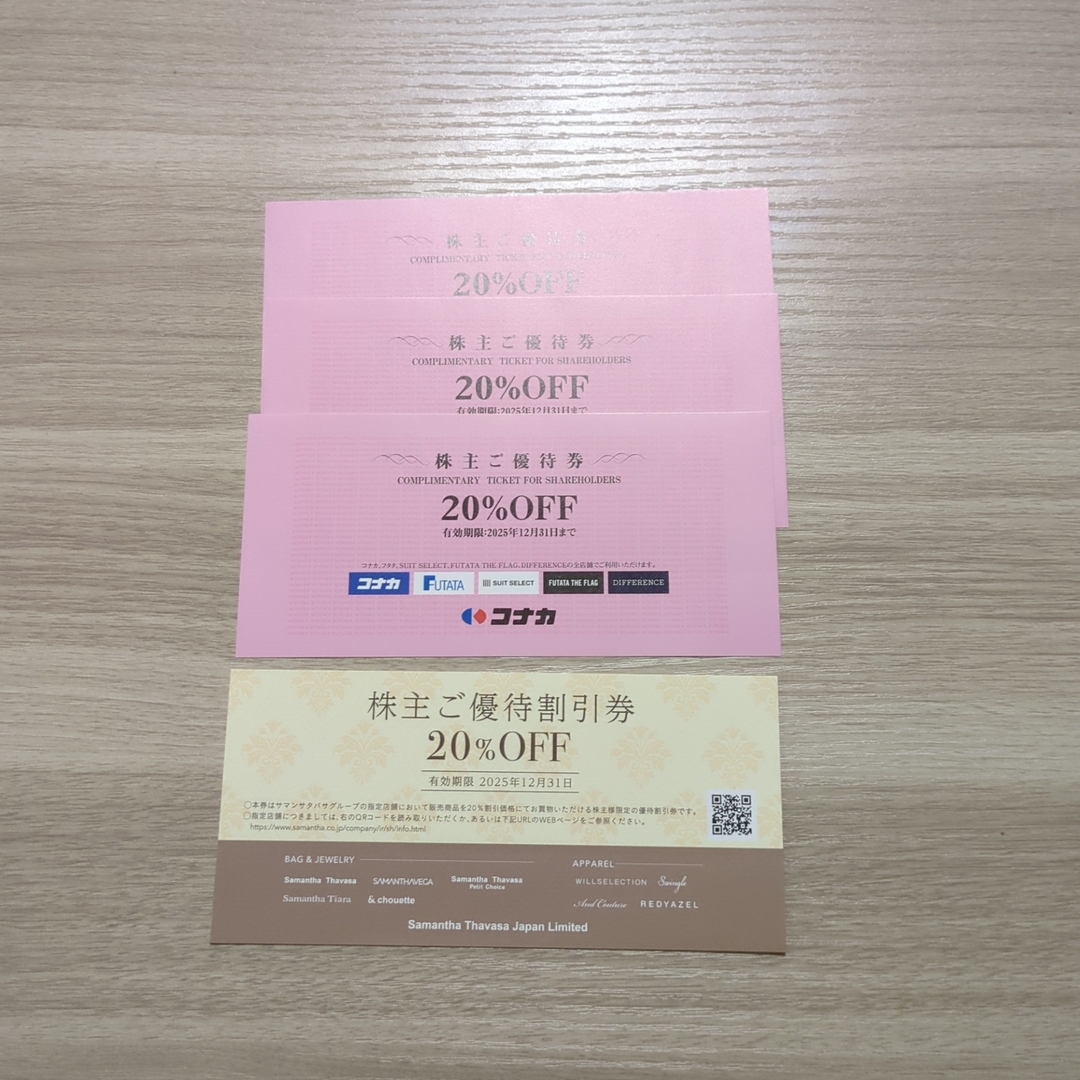 株主ご優待券
COMPLIMENTARY TICKET FOR SHAREHOLDERS
20%OFF
株主ご優待券
COMPLIMENTARY TICKET FOR SHAREHOLDERS
20%OFF
有効期限:2025年12月31日まで
株主ご優待券
COMPLIMENTARY TICKET FOR SHAREHOLDERS
20%OFF
有効期限:2025年12月31日まで
コナカ、フタタ、SUIT SELECT、FUTATA THE FLAG、DIFFERENCEの全店舗でご利用いただけます。
コナカ FUTATA SUIT SELECT FUTATA THE FLAG DIFFERENCE
コナカ
株主ご優待割引券
20%OFF
有効期限 2025年12月31日
○本券はサマンサタバサグループの指定店舗において販売商品を20%割引価格にてお買物いただける株主様限定の優待割引券です。
○指定店舗につきましては、右のQRコードを読み取りいただくか、あるいは下記URLのWEBページをご参照ください。
https://www.samantha.co.jp/company/ir/sh/info.html
BAG & JEWELRY APPAREL
Samantha Thavasa SAMANTHAVEGA Samantha Thavasa Petit Choice WILLSELECTION Swingle
Samantha Tiara & chouette And Couture REDYAZEL
Samantha Thavasa Japan Limited